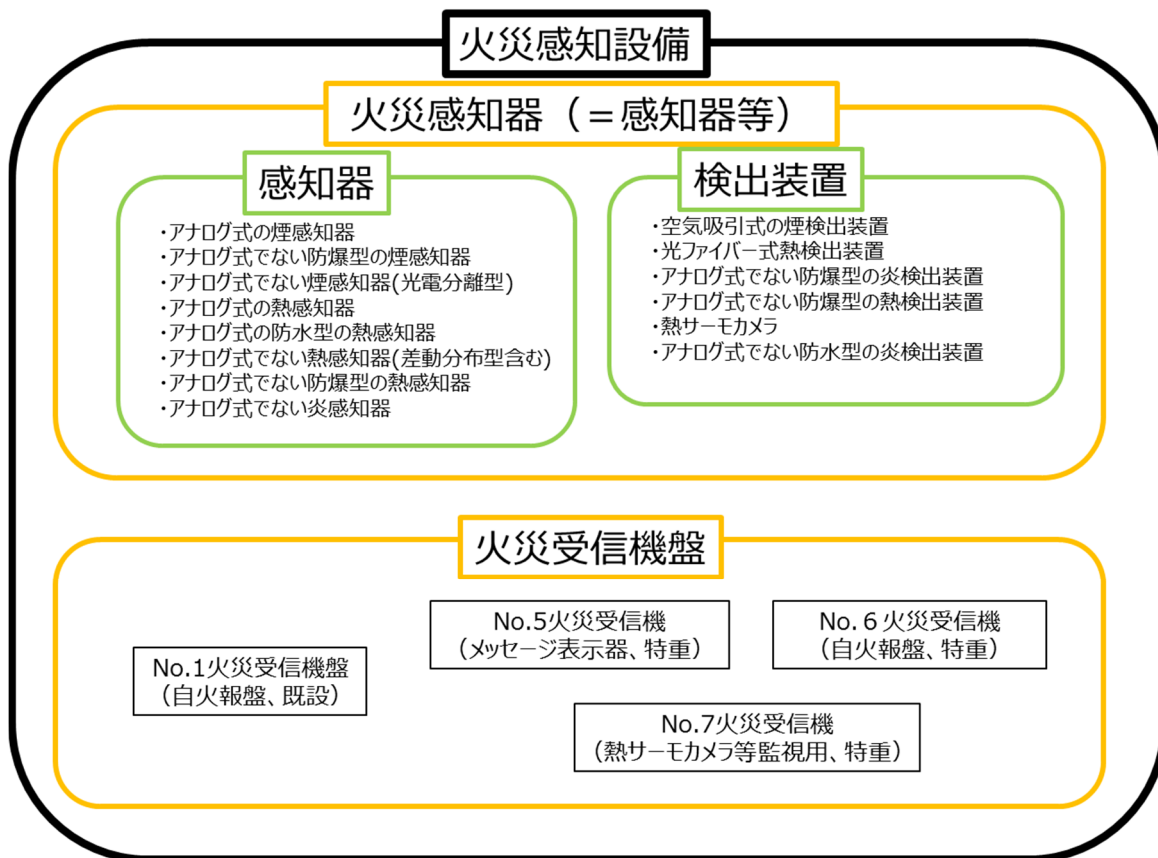 火災感知設備
火災感知器（＝感知器等）
感知器
・アナログ式の煙感知器
・アナログ式でない防爆型の煙感知器
・アナログ式でない煙感知器(光電分離型)
・アナログ式の熱感知器
・アナログ式の防水型の熱感知器
・アナログ式でない熱感知器(差動分布型含む)
・アナログ式でない防爆型の熱感知器
・アナログ式でない炎感知器
検出装置
・空気吸引式の煙検出装置
・光ファイバー式熱検出装置
・アナログ式でない防爆型の炎検出装置
・アナログ式でない防爆型の熱検出装置
・熱サーモカメラ
・アナログ式でない防水型の炎検出装置
火災受信機盤
No.1火災受信機盤
（自火報盤、既設）
No.5火災受信機
（メッセージ表示器、特重）
No.６火災受信機
（自火報盤、特重）
No.7火災受信機
（熱サーモカメラ等監視用、特重）